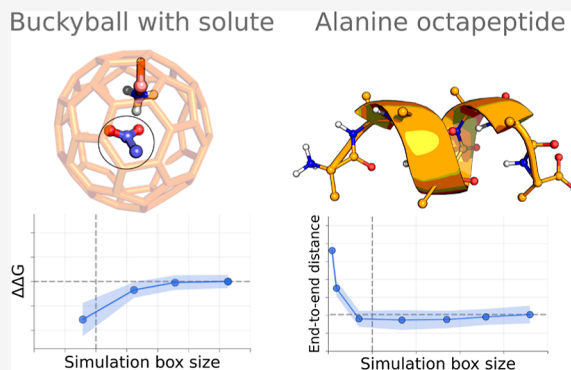 Buckyball with solute
Alanine octapeptide
ΔΔG
Simulation box size
End-to-end distance
Simulation box size